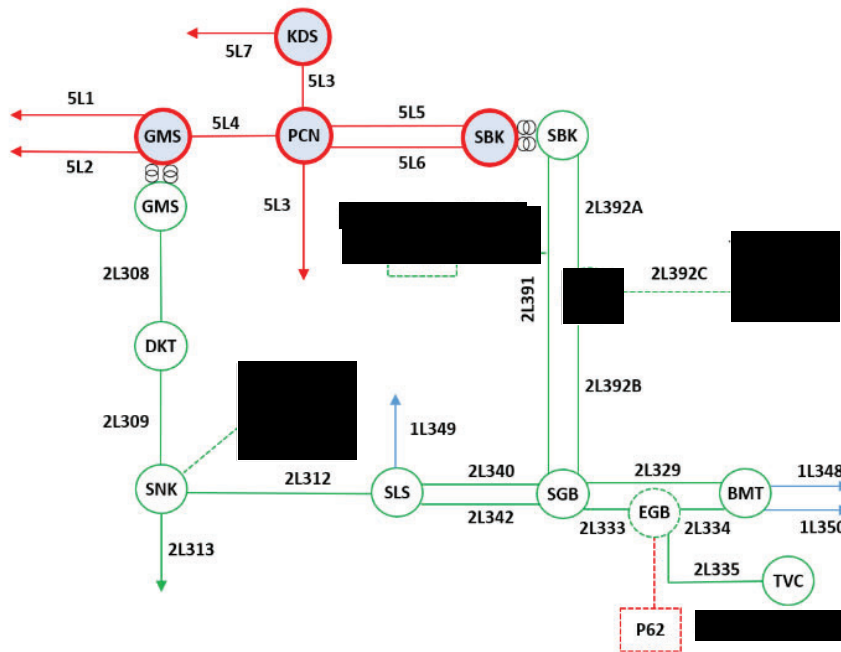 KDS
5L7
5L3
5L1
5L4
5L5
GMS
PCN
SBK
SBK
5L2
5L6
GMS
5L3
2L392A
2L308
2L391
2L392C
DKT
2L309
2L392B
1L349
2L312
2L340
2L329
1L348
SNK
SLS
SGB
BMT
EGB
2L342
2L333
2L334
1L350
2L313
2L335
TVC
P62